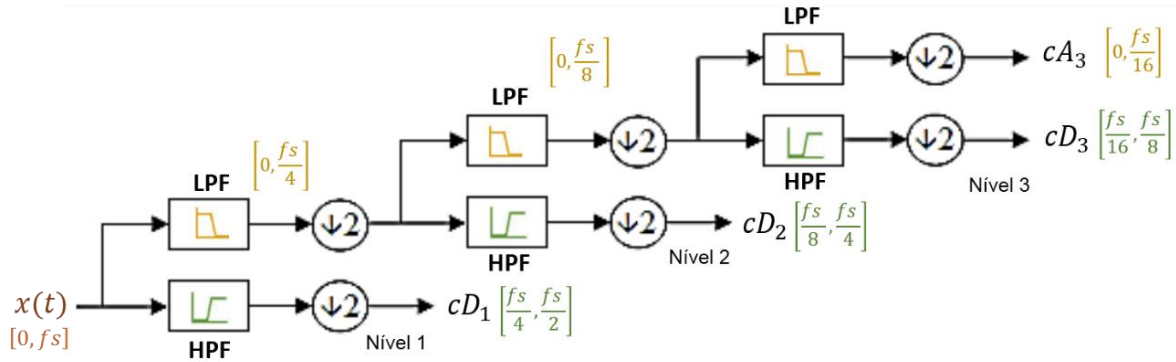 LPF
[0, fs/8]
↓2
cA₃ [0, fs/16]
LPF
↓2
cD₃ [fs/16, fs/8]
HPF
Nível 3
[0, fs/4]
LPF
↓2
↓2
cD₂ [fs/8, fs/4]
HPF
Nível 2
x(t)
[0, fs]
↓2
cD₁ [fs/4, fs/2]
HPF
Nível 1